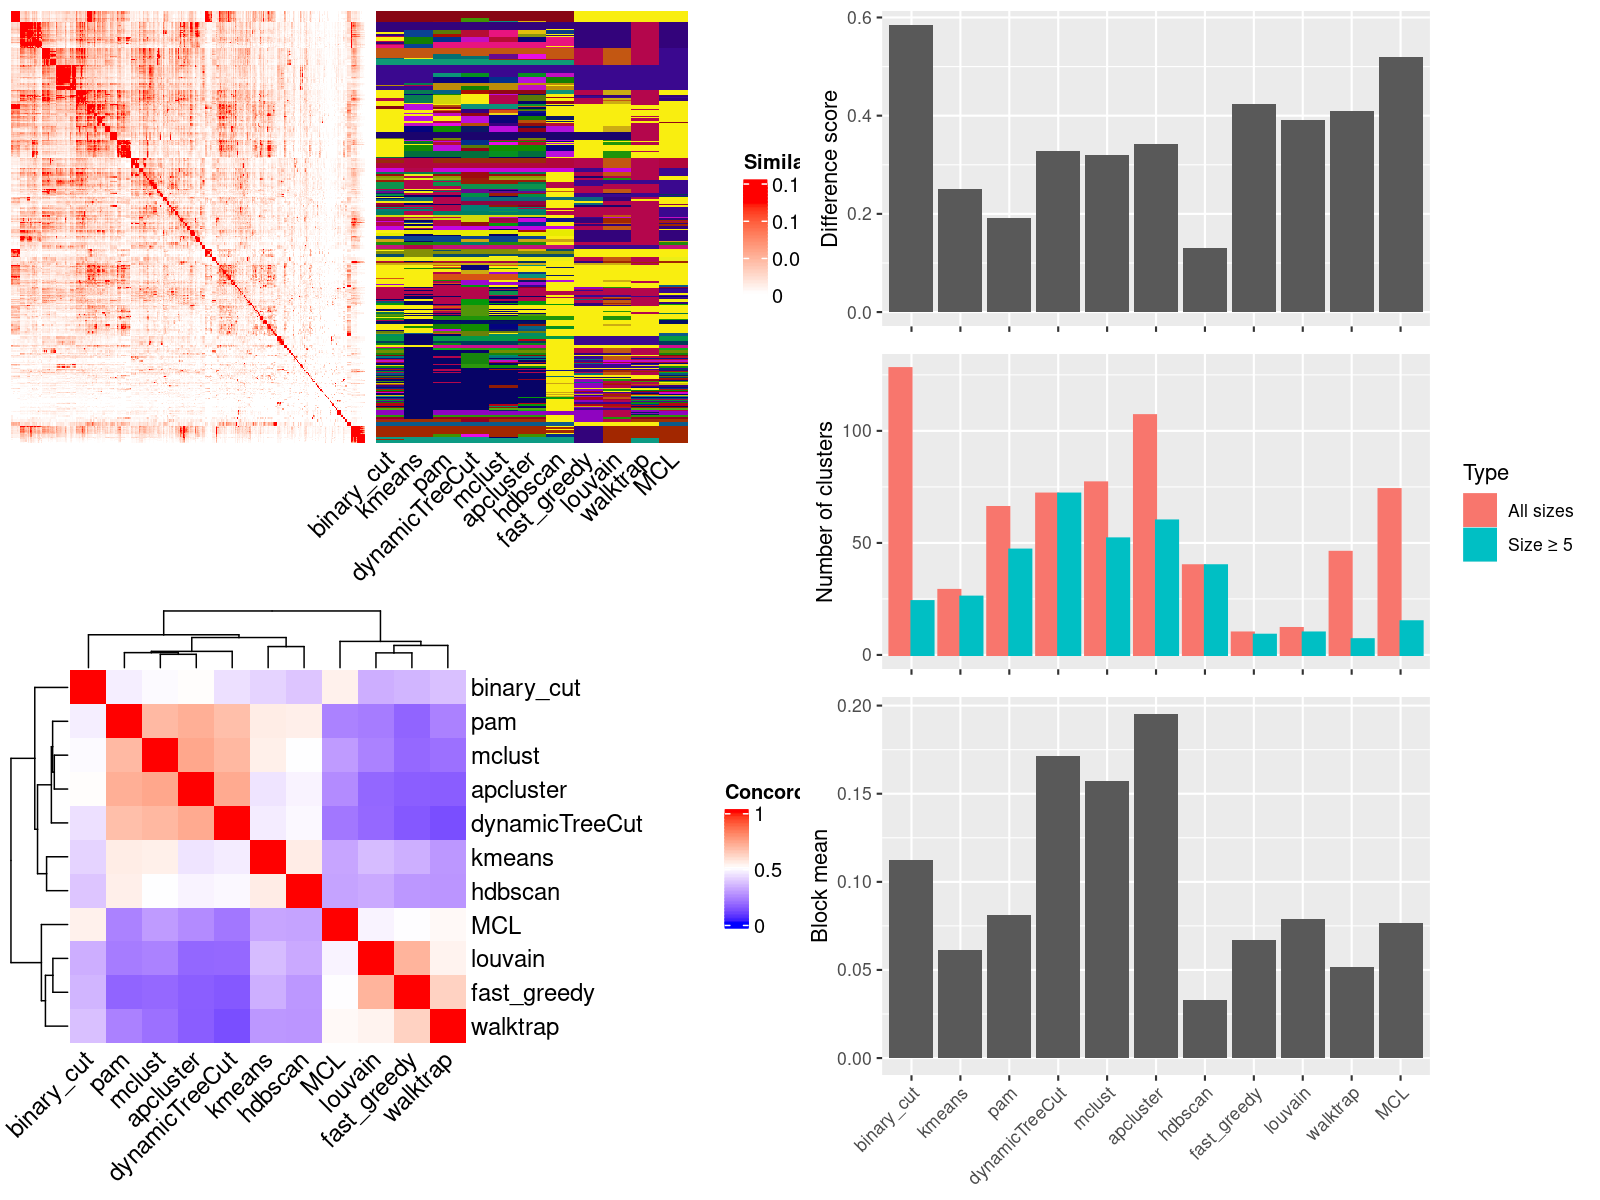 Simila
0.1
0.1
0.0
0
binary_cut
kmeans
pam
dynamicTreeCut
mclust
apcluster
hdbscan
fast_greedy
louvain
walktrap
MCL
binary_cut
pam
mclust
apcluster
dynamicTreeCut
kmeans
hdbscan
MCL
louvain
fast_greedy
walktrap
binary_cut
pam
mclust
apcluster
dynamicTreeCut
kmeans
hdbscan
MCL
louvain
fast_greedy
walktrap
Concord
1
0.5
0
Difference score
0.6
0.4
0.2
0.0
Number of clusters
100
50
0
Type
All sizes
Size ≥ 5
Block mean
0.20
0.15
0.10
0.05
0.00
binary_cut
kmeans
pam
dynamicTreeCut
mclust
apcluster
hdbscan
fast_greedy
louvain
walktrap
MCL